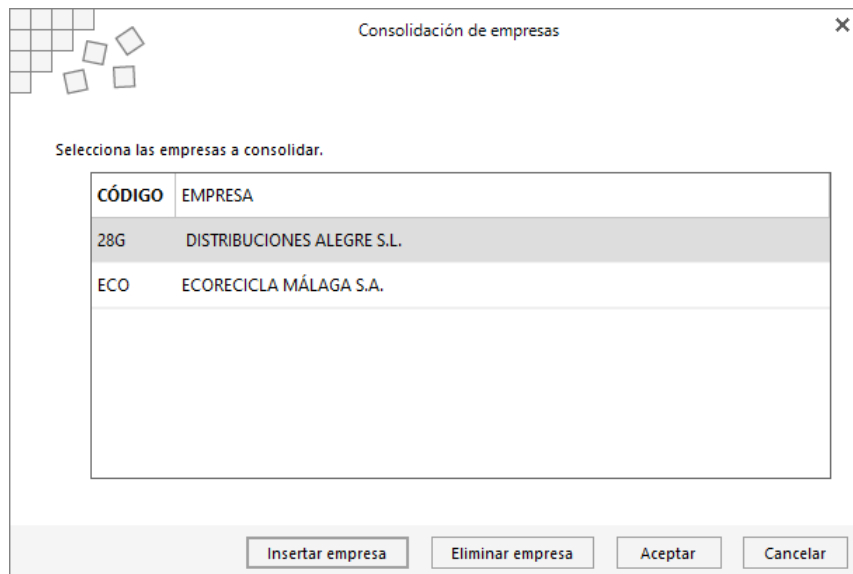 Consolidación de empresas
Selecciona las empresas a consolidar.
CÓDIGO EMPRESA
28G DISTRIBUCIONES ALEGRE S.L.
ECO ECORECICLA MÁLAGA S.A.
Insertar empresa Eliminar empresa Aceptar Cancelar